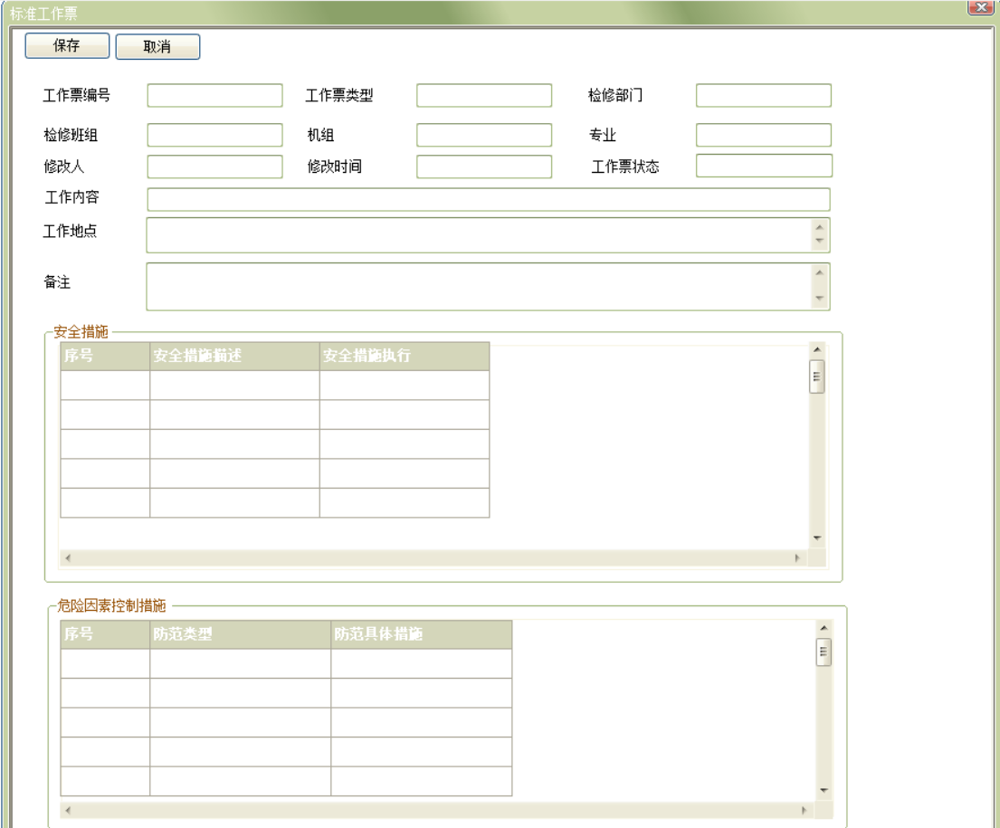 标准工作票
保存 取消
工作票编号 工作票类型 检修部门
检修班组 机组 专业
修改人 修改时间 工作票状态
工作内容
工作地点
备注
安全措施
序号 安全措施描述 安全措施执行
危险因素控制措施
序号 防范类型 防范具体措施